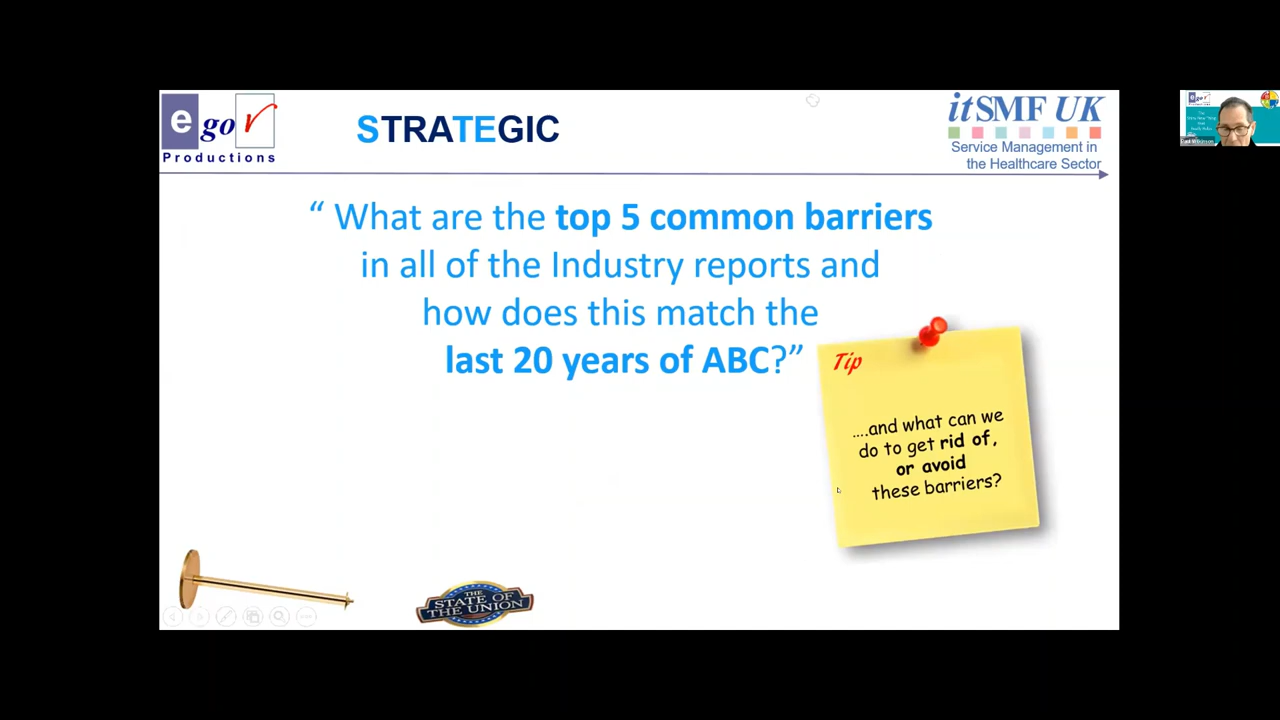 e go r
Productions
STRATEGIC
itSMF UK
Service Management in
the Healthcare Sector
“ What are the top 5 common barriers
in all of the Industry reports and
how does this match the
last 20 years of ABC?”
Tip
....and what can we
do to get rid of,
or avoid
these barriers?
THE
STATE OF
THE UNION